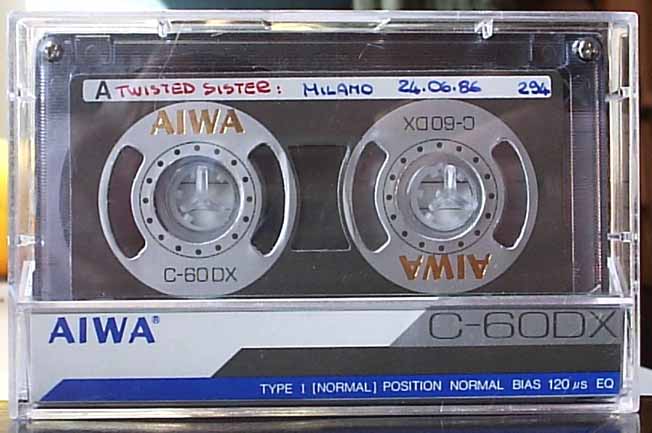 A TWISTED SISTER: MILANO 24.06.86 294
AIWA
C-60DX
C-60DX
AIWA
AIWA®
C-60DX
TYPE I [NORMAL] POSITION NORMAL BIAS 120 µs EQ